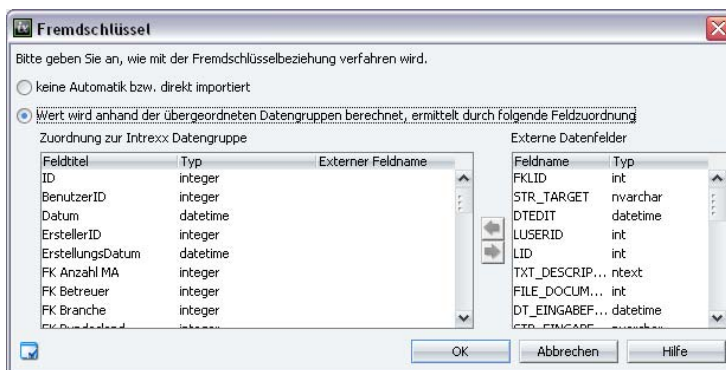 Fremdschlüssel
Bitte geben Sie an, wie mit der Fremdschlüsselbeziehung verfahren wird.
keine Automatik bzw. direkt importiert
Wert wird anhand der übergeordneten Datengruppen berechnet, ermittelt durch folgende Feldzuordnung
Zuordnung zur Intrexx Datengruppe
Feldtitel Typ Externer Feldname
ID integer
BenutzerID integer
Datum datetime
ErstellerID integer
ErstellungsDatum datetime
FK Anzahl MA integer
FK Betreuer integer
FK Branche integer
Externe Datenfelder
Feldname Typ
FKLID int
STR_TARGET nvarchar
DTEDIT datetime
LUSERID int
LID int
TXT_DESCRIP... ntext
FILE_DOCUM... int
DT_EINGABEF... datetime
OK Abbrechen Hilfe